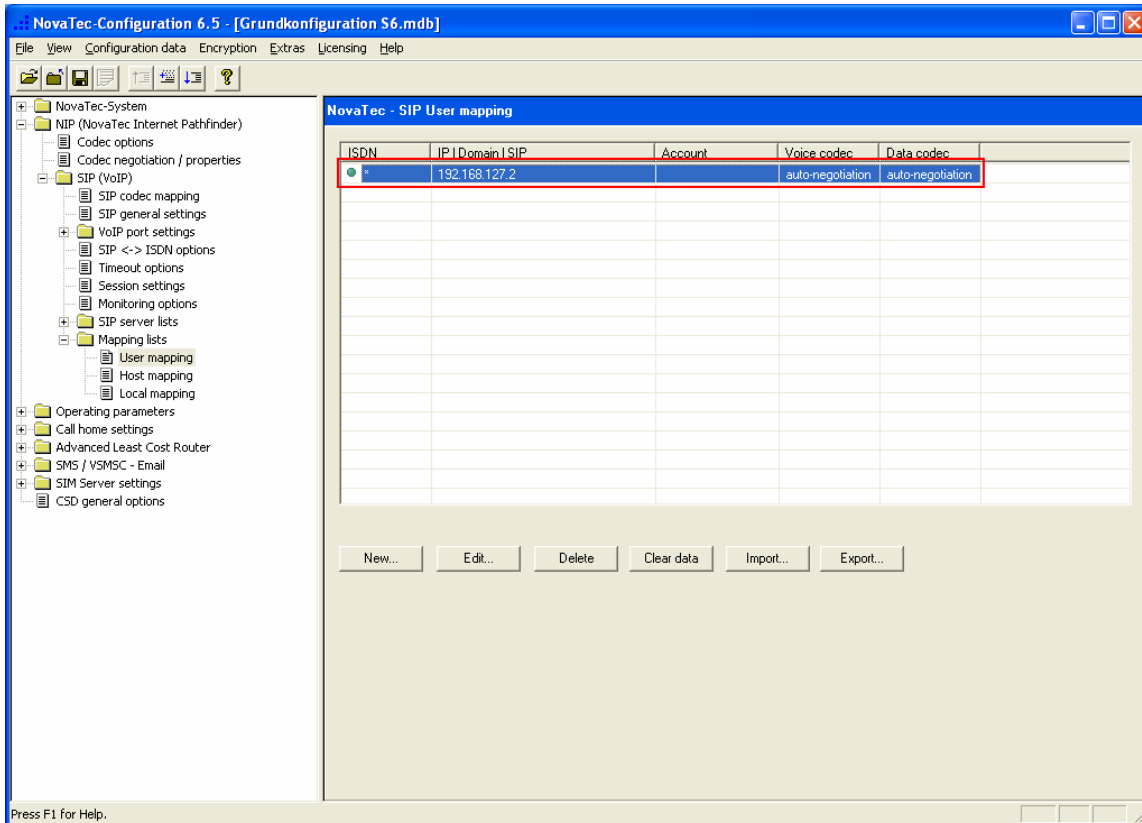 NovaTec-Configuration 6.5 - [Grundkonfiguration S6.mdb]
File View Configuration data Encryption Extras Licensing Help
NovaTec-System
NIP (NovaTec Internet Pathfinder)
Codec options
Codec negotiation / properties
SIP (VoIP)
SIP codec mapping
SIP general settings
VoIP port settings
SIP <-> ISDN options
Timeout options
Session settings
Monitoring options
SIP server lists
Mapping lists
User mapping
Host mapping
Local mapping
Operating parameters
Call home settings
Advanced Least Cost Router
SMS / VSMSC - Email
SIM Server settings
CSD general options
NovaTec - SIP User mapping
ISDN IP | Domain | SIP Account Voice codec Data codec
* 192.168.127.2 auto-negotiation auto-negotiation
New... Edit... Delete Clear data Import... Export...
Press F1 for Help.